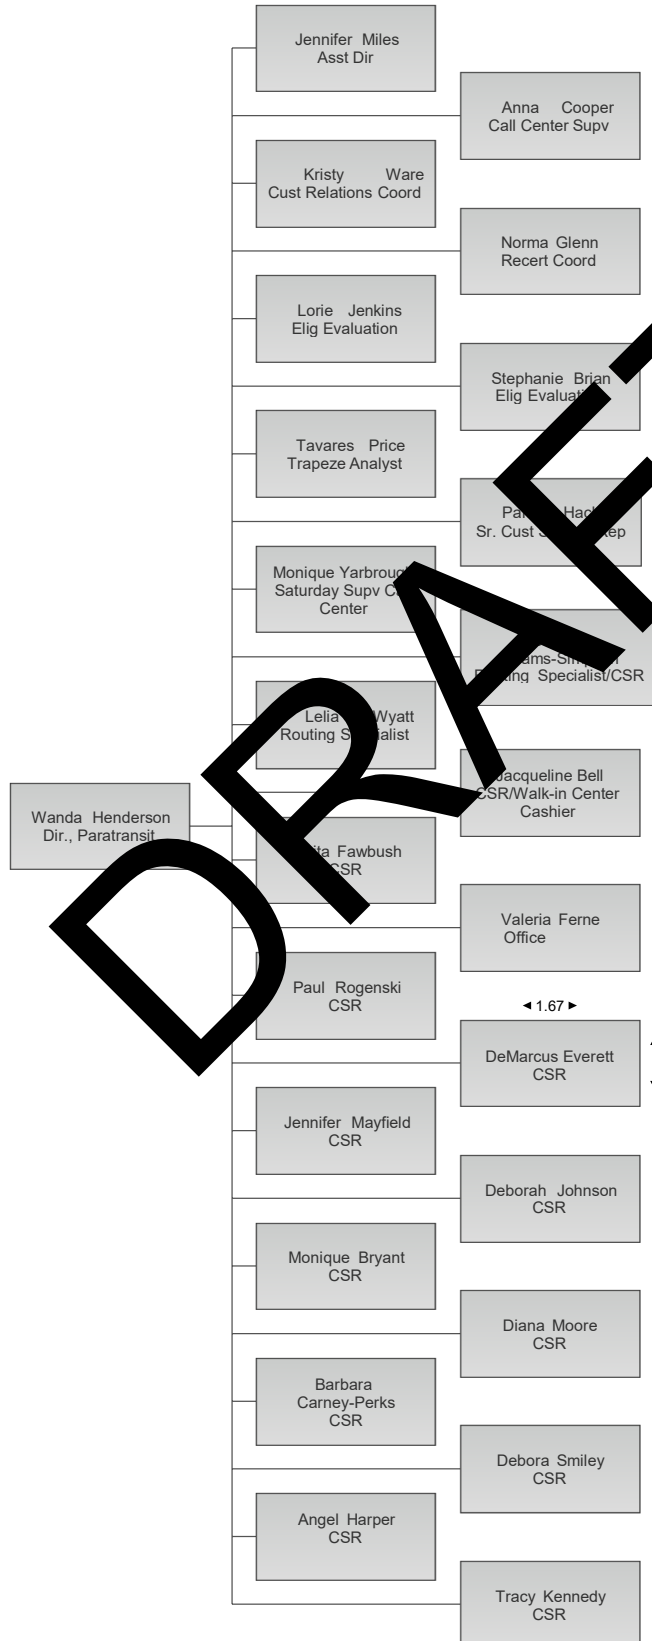 Jennifer Miles
Asst Dir
Anna Cooper
Call Center Supv
Kristy Ware
Cust Relations Coord
Norma Glenn
Recert Coord
Lorie Jenkins
Elig Evaluation
Stephanie Brian
Elig
Tavares Price
Trapeze Analyst
Sr. Cust
Monique
Saturday Supv
Center
Specialist/CSR
Lelia Wyatt
Routing
Jacqueline Bell
CSR/Walk-in Center
Cashier
Wanda Henderson
Dir., Paratransit
Fawbush
CSR
Valeria Ferne
Office
Paul Rogenski
CSR
1.67
DeMarcus Everett
CSR
Jennifer Mayfield
CSR
Deborah Johnson
CSR
Monique Bryant
CSR
Diana Moore
CSR
Barbara
Carney-Perks
CSR
Debora Smiley
CSR
Angel Harper
CSR
Tracy Kennedy
CSR
DRAFT